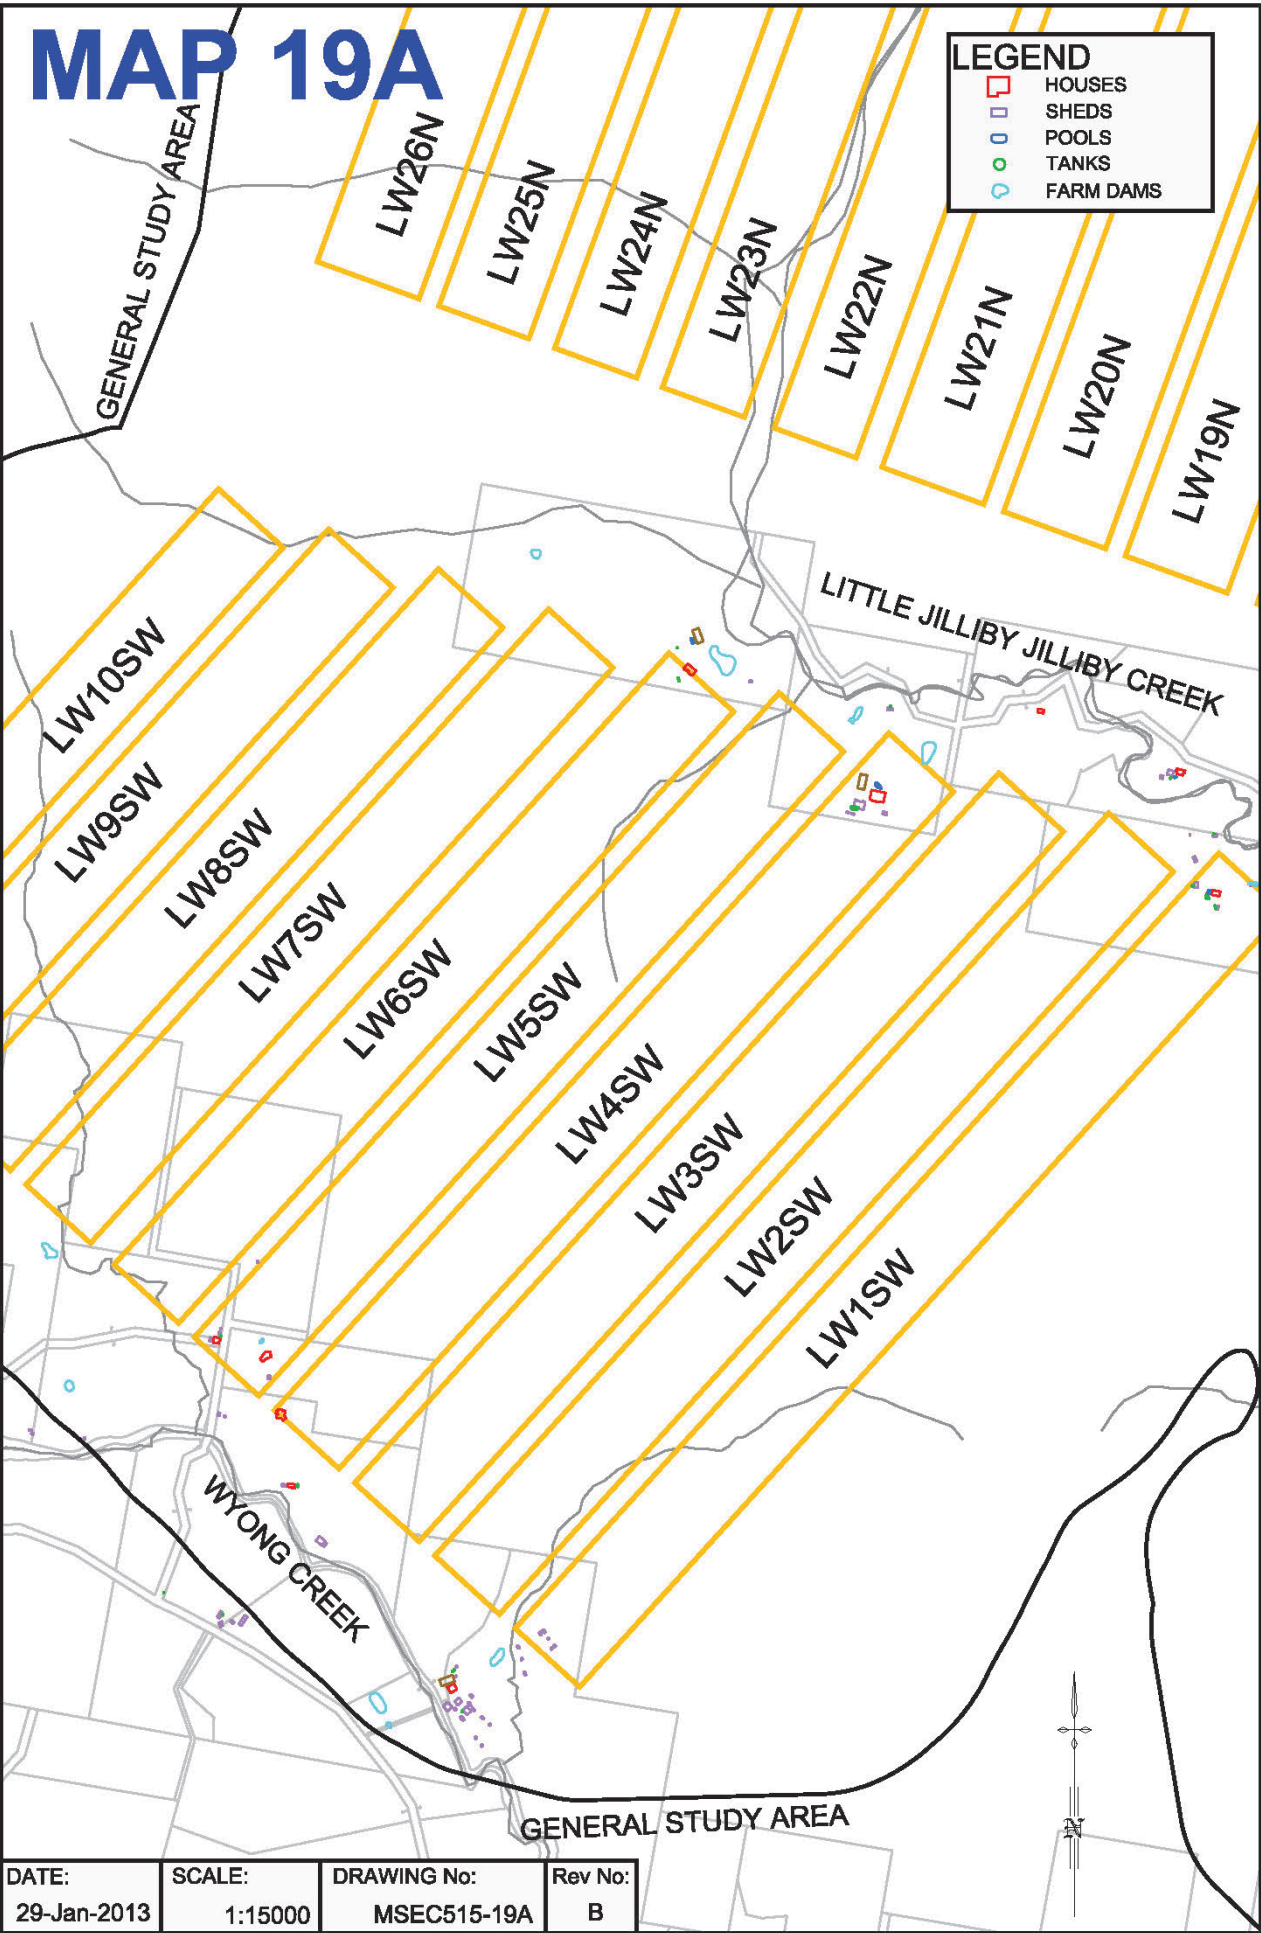 MAP 19A
LEGEND
HOUSES
SHEDS
POOLS
TANKS
FARM DAMS
GENERAL STUDY AREA
LW26N
LW25N
LW24N
LW23N
LW22N
LW21N
LW20N
LW19N
LITTLE JILLIBY JILLIBY CREEK
LW10SW
LW9SW
LW8SW
LW7SW
LW6SW
LW5SW
LW4SW
LW3SW
LW2SW
LW1SW
WYONG CREEK
GENERAL STUDY AREA
N
DATE:
29-Jan-2013
SCALE:
1:15000
DRAWING No:
MSEC515-19A
Rev No:
B